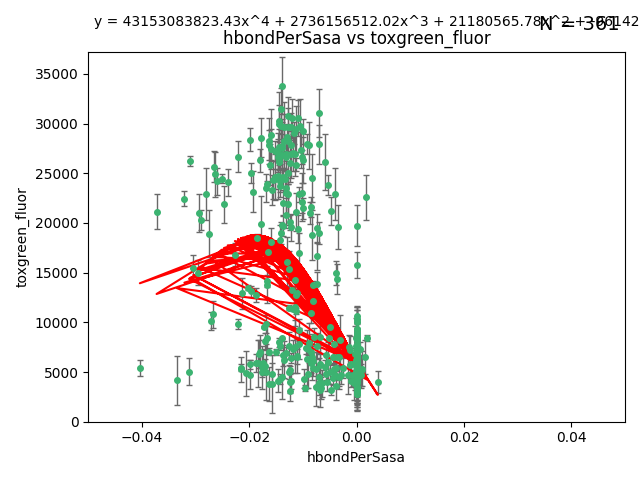 y = 43153083823.43x^4 + 2736156512.02x^3 + 21180565.78x^2 +
N = 361
hbondPerSasa vs toxgreen_fluor
35000
30000
25000
20000
15000
10000
5000
0
toxgreen_fluor
−0.04 −0.02 0.00 0.02 0.04
hbondPerSasa